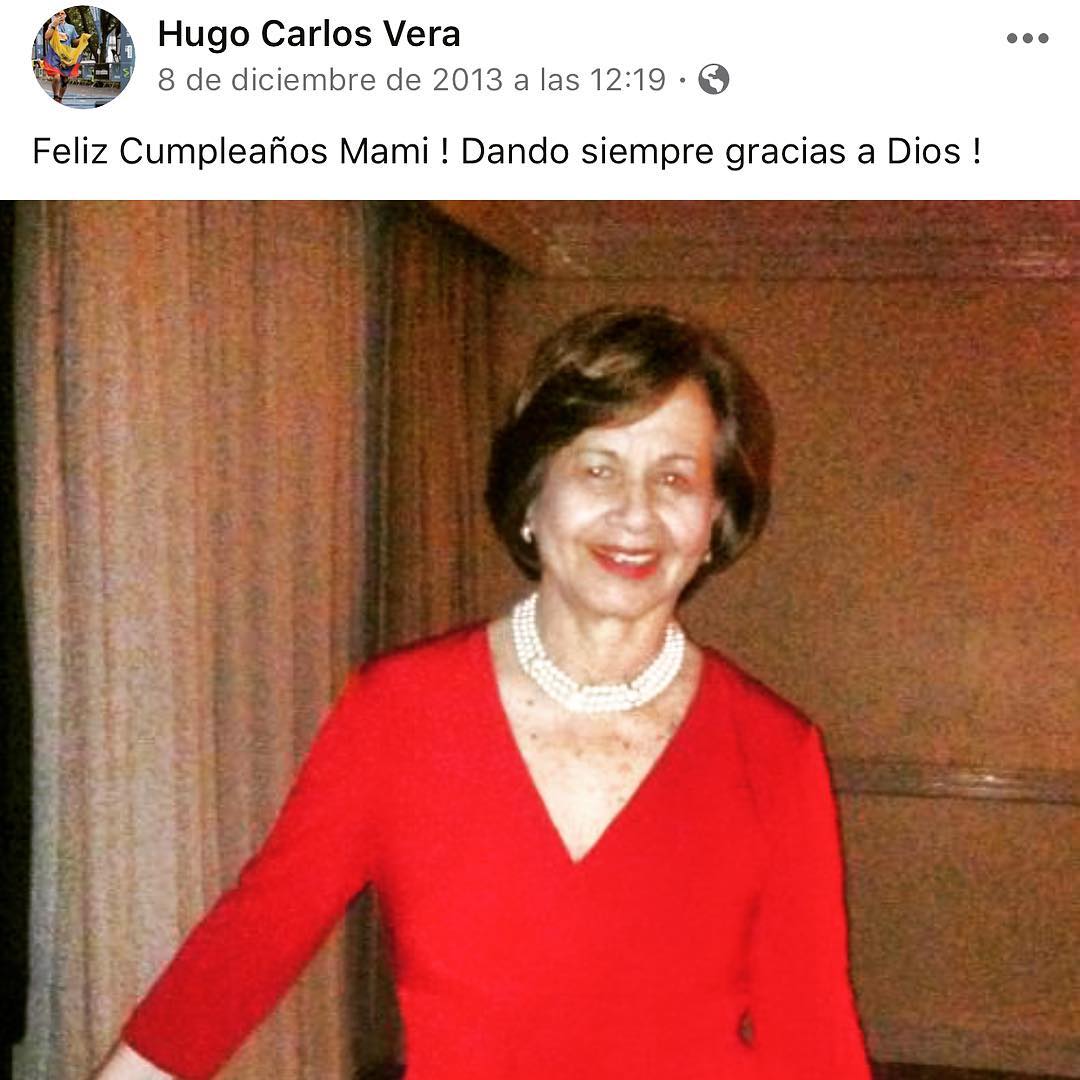 Hugo Carlos Vera
8 de diciembre de 2013 a las 12:19 ·
Feliz Cumpleaños Mami ! Dando siempre gracias a Dios !